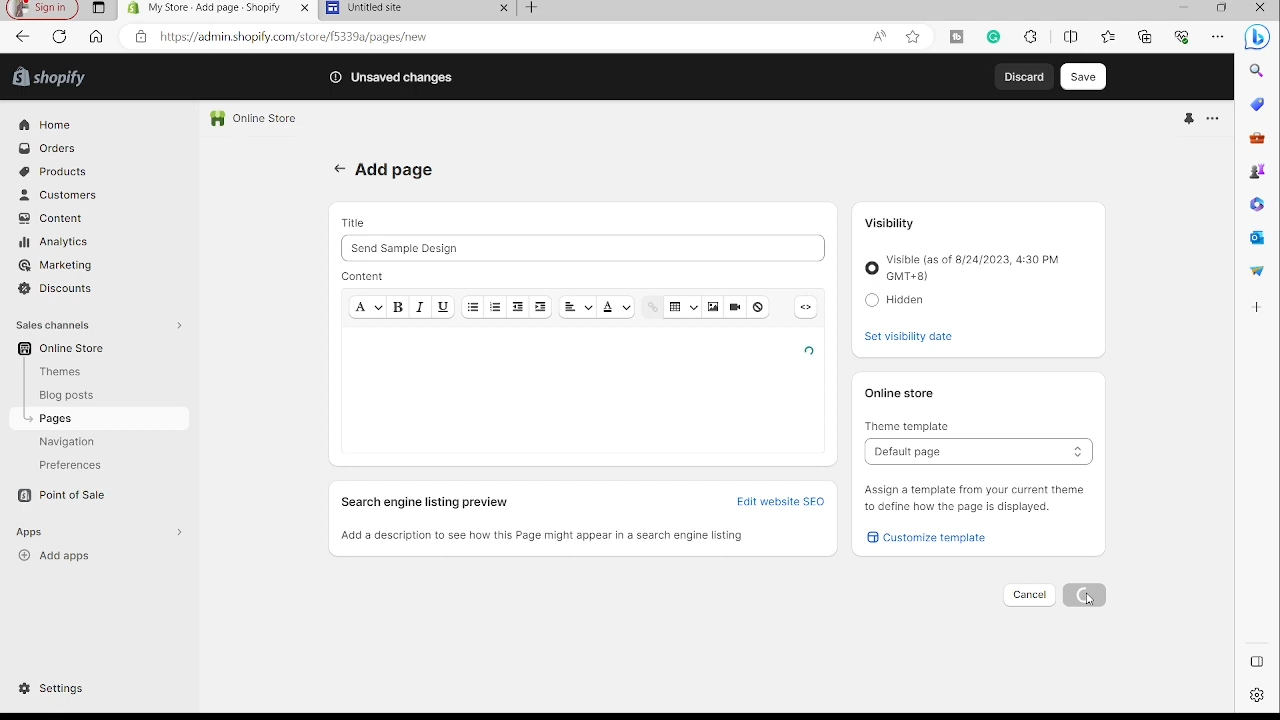 Sign in
My Store · Add page · Shopify
Untitled site
https://admin.shopify.com/store/f5339a/pages/new
shopify
Unsaved changes
Discard
Save
Home
Orders
Products
Customers
Content
Analytics
Marketing
Discounts
Sales channels
Online Store
Themes
Blog posts
Pages
Navigation
Preferences
Point of Sale
Apps
Add apps
Settings
Online Store
Add page
Title
Send Sample Design
Content
A
B
I
U
A
<>
Search engine listing preview
Edit website SEO
Add a description to see how this Page might appear in a search engine listing
Visibility
Visible (as of 8/24/2023, 4:30 PM
GMT+8)
Hidden
Set visibility date
Online store
Theme template
Default page
Assign a template from your current theme
to define how the page is displayed.
Customize template
Cancel